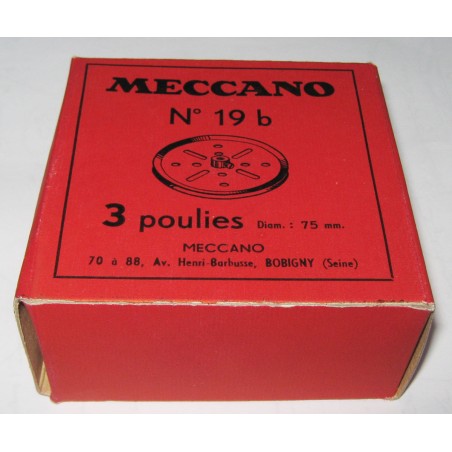 MECCANO
N° 19 b
3 poulies Diam. : 75 mm.
MECCANO
70 à 88, Av. Henri-Barbusse, BOBIGNY (Seine)